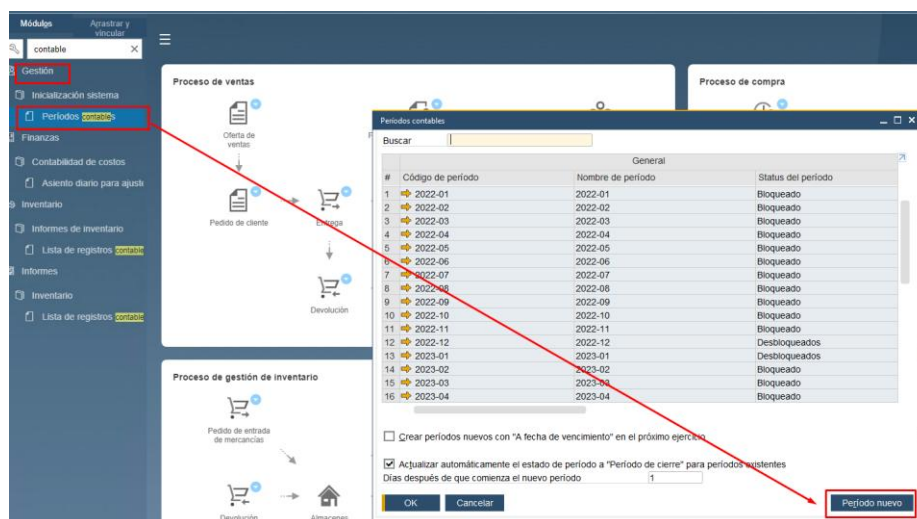 Módulos
Arrastrar y
vincular
contable
Gestión
Inicialización sistema
Períodos contables
Finanzas
Contabilidad de costos
Asiento diario para ajuste
Inventario
Informes de inventario
Lista de registros contable
Informes
Inventario
Lista de registros contable
Proceso de ventas
Oferta de
ventas
Pedido de cliente
Entrega
Devolución
Proceso de compra
Proceso de gestión de inventario
Pedido de entrada
de mercancías
Devolución
Almacenes
Períodos contables
Buscar
General
# Código de período Nombre de período Status del período
1 2022-01 2022-01 Bloqueado
2 2022-02 2022-02 Bloqueado
3 2022-03 2022-03 Bloqueado
4 2022-04 2022-04 Bloqueado
5 2022-05 2022-05 Bloqueado
6 2022-06 2022-06 Bloqueado
7 2022-07 2022-07 Bloqueado
8 2022-08 2022-08 Bloqueado
9 2022-09 2022-09 Bloqueado
10 2022-10 2022-10 Bloqueado
11 2022-11 2022-11 Bloqueado
12 2022-12 2022-12 Desbloqueados
13 2023-01 2023-01 Desbloqueados
14 2023-02 2023-02 Bloqueado
15 2023-03 2023-03 Bloqueado
16 2023-04 2023-04 Bloqueado
Crear períodos nuevos con "A fecha de vencimiento" en el próximo ejercicio
Actualizar automáticamente el estado de período a "Período de cierre" para períodos existentes
Días después de que comienza el nuevo período 1
OK Cancelar Período nuevo